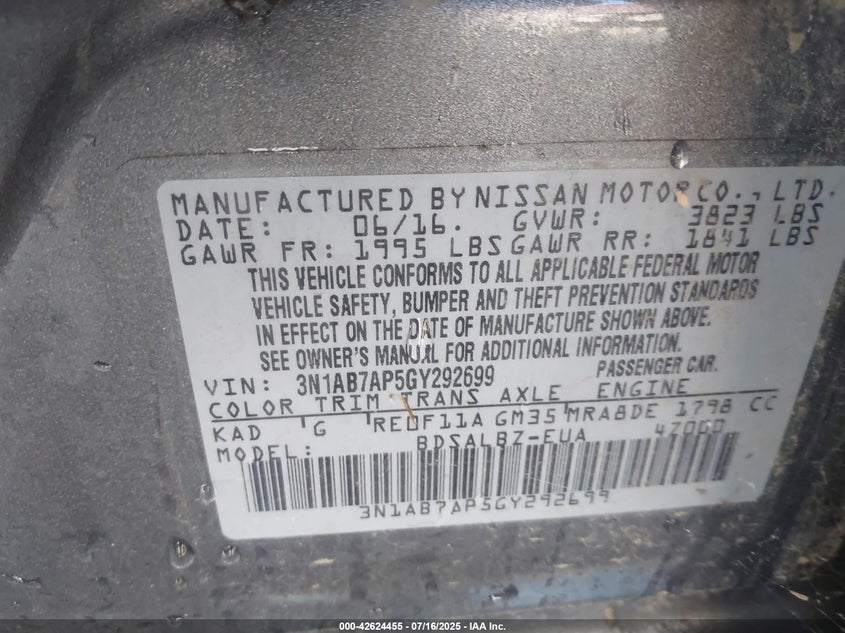 MANUFACTURED BY NISSAN MOTOR CO., LTD.
DATE: 06/16. GVWR: 3823 LBS
GAWR FR: 1995 LBS GAWR RR: 1841 LBS
THIS VEHICLE CONFORMS TO ALL APPLICABLE FEDERAL MOTOR
VEHICLE SAFETY, BUMPER AND THEFT PREVENTION STANDARDS
IN EFFECT ON THE DATE OF MANUFACTURE SHOWN ABOVE.
SEE OWNER'S MANUAL FOR ADDITIONAL INFORMATION.
VIN: 3N1AB7AP5GY292699 PASSENGER CAR.
COLOR TRIM TRANS AXLE ENGINE
KAD G RE0F11A GM35 MRA8DE 1798 CC
MODEL: BDSALBZ-EUA
3N1AB7AP5GY292699
000-42624455 - 07/16/2025 - IAA Inc.